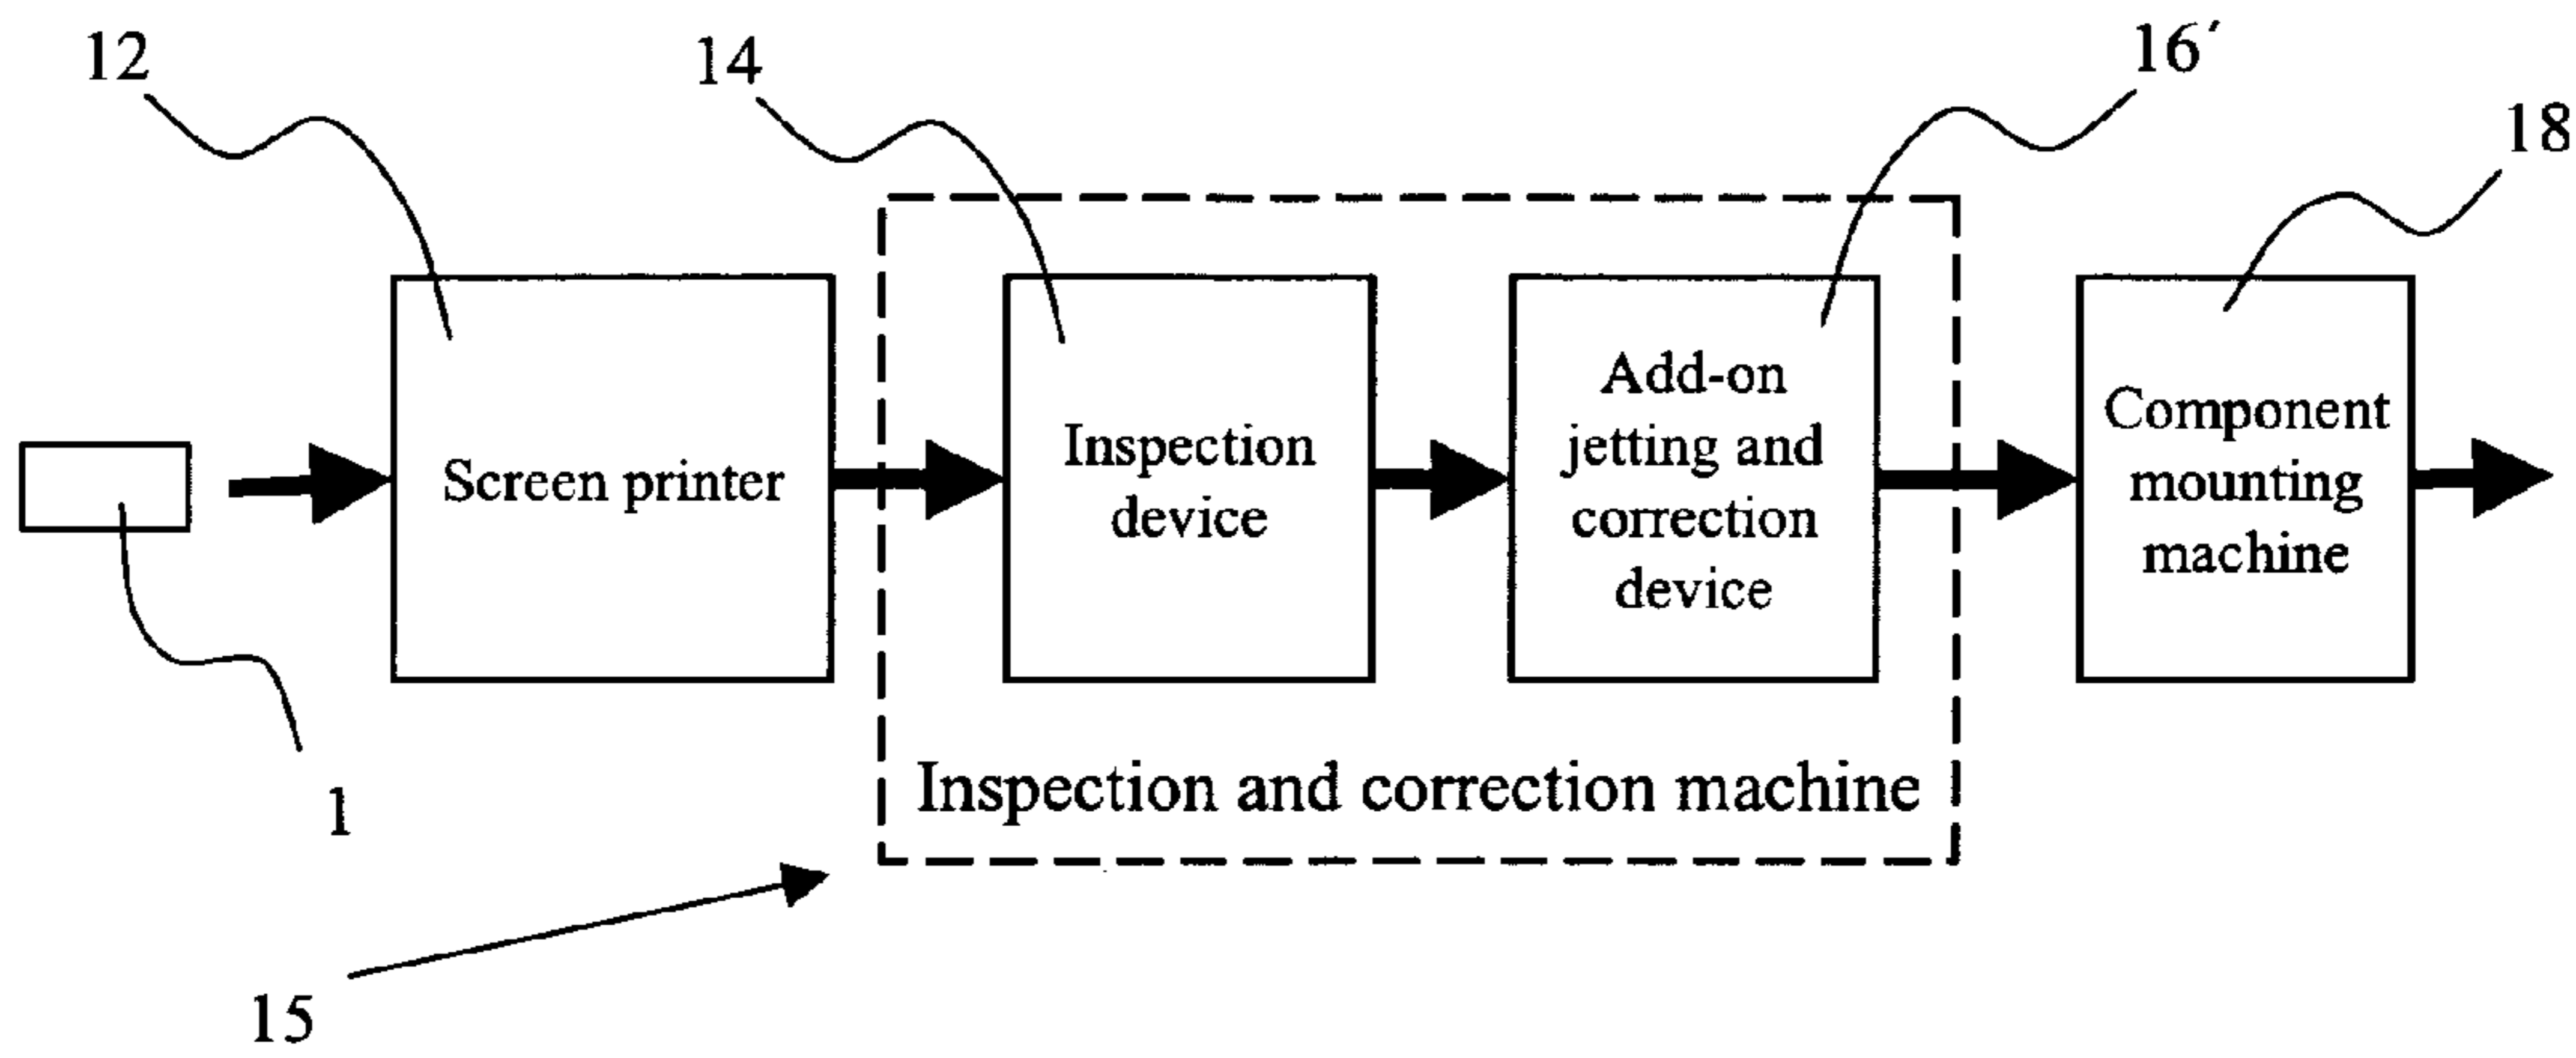 12
14
16′
18
Screen printer
Inspection
device
Add-on
jetting and
correction
device
Component
mounting
machine
Inspection and correction machine
1
15